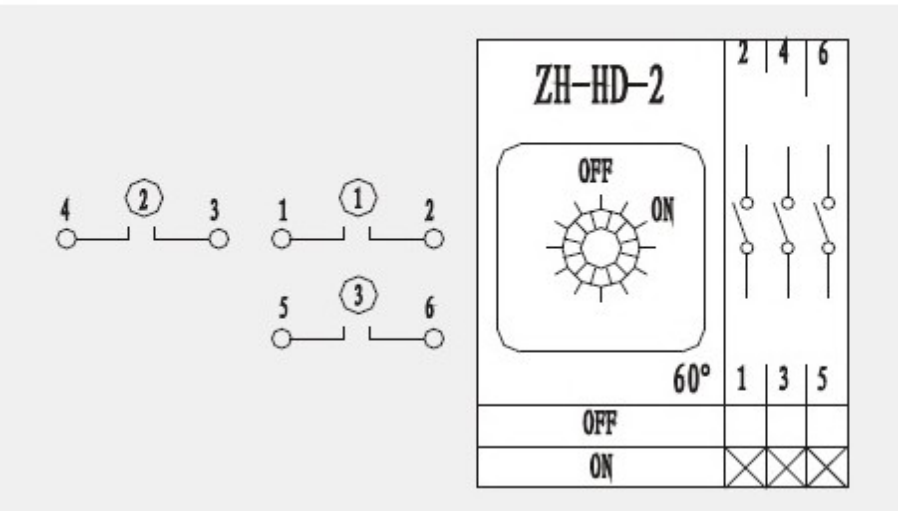 2 4 6
ZH-HD-2
OFF
ON
4 ② 3
1 ① 2
5 ③ 6
60° 1 3 5
OFF
ON